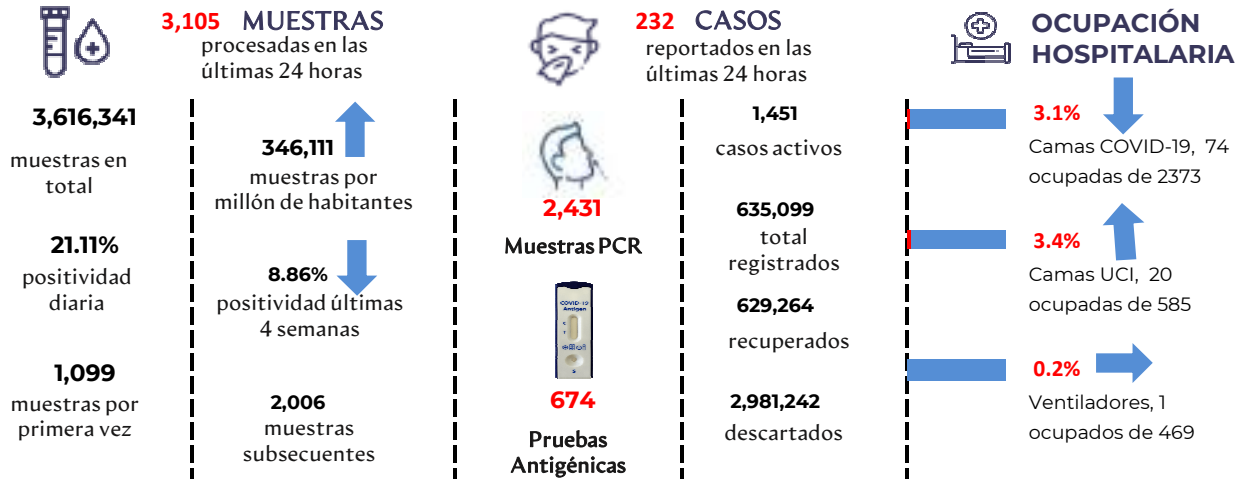 3,105 MUESTRAS
procesadas en las
últimas 24 horas
3,616,341
muestras en
total
21.11%
positividad
diaria
1,099
muestras por
primera vez
346,111
muestras por
millón de habitantes
8.86%
positividad últimas
4 semanas
2,006
muestras
subsecuentes
232 CASOS
reportados en las
últimas 24 horas
2,431
Muestras PCR
COVID-19
Antigen
C
T
S
674
Pruebas
Antigénicas
1,451
casos activos
635,099
total
registrados
629,264
recuperados
2,981,242
descartados
OCUPACIÓN
HOSPITALARIA
3.1%
Camas COVID-19, 74
ocupadas de 2373
3.4%
Camas UCI, 20
ocupadas de 585
0.2%
Ventiladores, 1
ocupados de 469